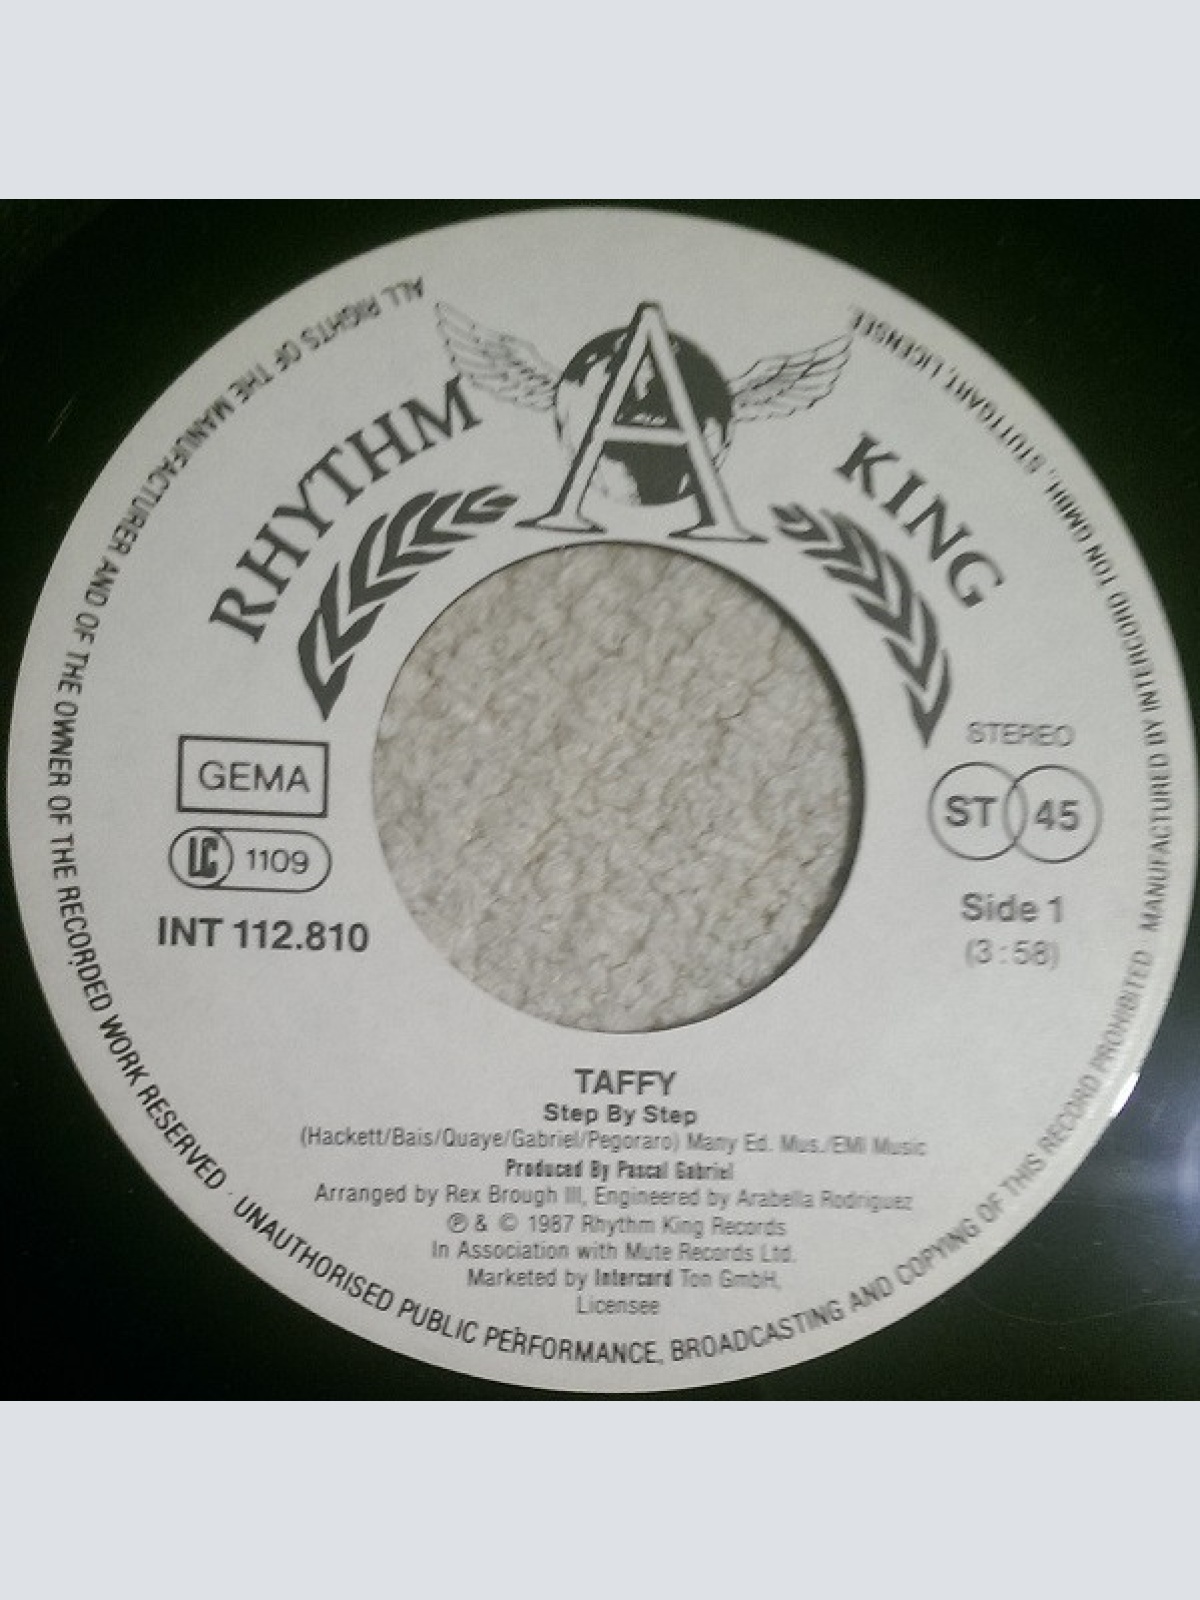 RHYTHM A KING
GEMA
LC 1109
INT 112.810
STEREO
ST 45
Side 1
(3:58)
TAFFY
Step By Step
(Hackett/Bais/Quaye/Gabriel/Pegoraro) Many Ed. Mus./EMI Music
Produced By Pascal Gabriel
Arranged by Rex Brough III, Engineered by Arabella Rodriguez
℗ & © 1987 Rhythm King Records
In Association with Mute Records Ltd.
Marketed by Intercord Ton GmbH,
Licensee
ALL RIGHTS OF THE MANUFACTURER AND OF THE OWNER OF THE RECORDED WORK RESERVED · UNAUTHORISED PUBLIC PERFORMANCE, BROADCASTING AND COPYING OF THIS RECORD PROHIBITED MANUFACTURED BY INTERCORD TON GMBH, STUTTGART, LICENSEE